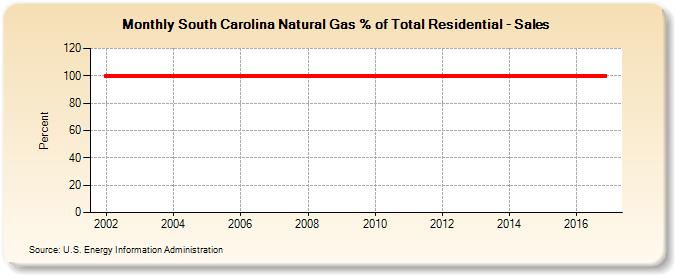 Monthly South Carolina Natural Gas % of Total Residential - Sales
Percent
120
100
80
60
40
20
0
2002 2004 2006 2008 2010 2012 2014 2016
Source: U.S. Energy Information Administration